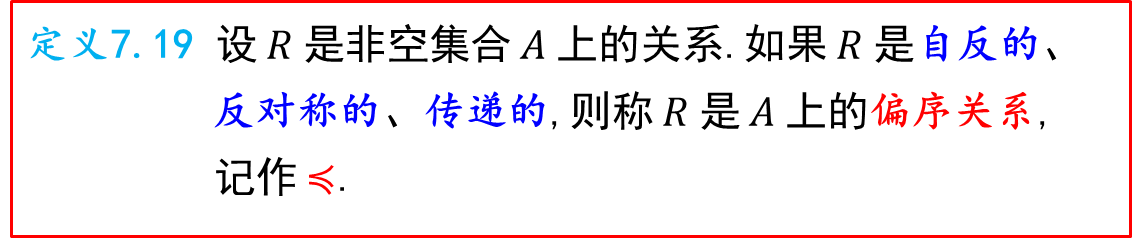 定义7.19 设 R 是非空集合 A 上的关系.如果 R 是自反的、
反对称的、传递的,则称 R 是 A 上的偏序关系,
记作 ≼.